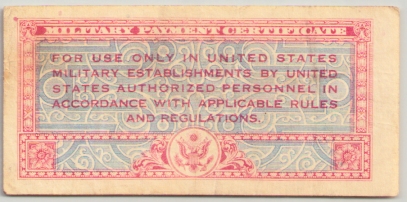 MILITARY PAYMENT CERTIFICATE
FOR USE ONLY IN UNITED STATES
MILITARY ESTABLISHMENTS BY UNITED
STATES AUTHORIZED PERSONNEL IN
ACCORDANCE WITH APPLICABLE RULES
AND REGULATIONS.